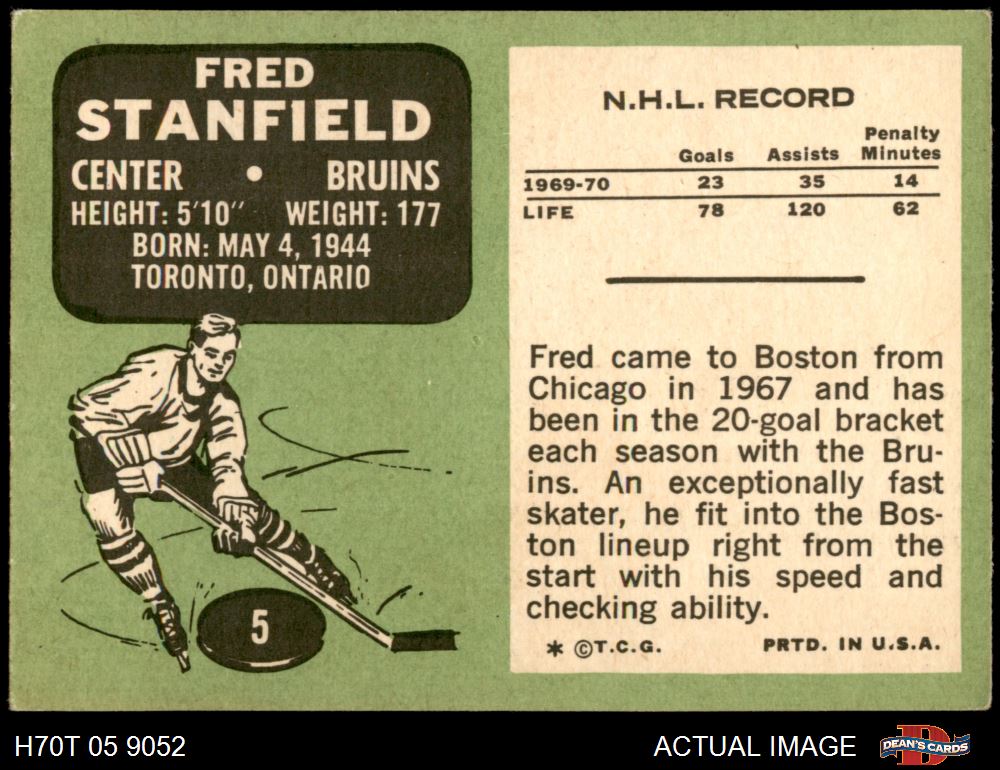 FRED
STANFIELD
CENTER • BRUINS
HEIGHT: 5'10" WEIGHT: 177
BORN: MAY 4, 1944
TORONTO, ONTARIO
5
N.H.L. RECORD
Goals Assists Penalty Minutes
1969-70 23 35 14
LIFE 78 120 62
Fred came to Boston from
Chicago in 1967 and has
been in the 20-goal bracket
each season with the Bru-
ins. An exceptionally fast
skater, he fit into the Bos-
ton lineup right from the
start with his speed and
checking ability.
* ©T.C.G. PRTD. IN U.S.A.
H70T 05 9052
ACTUAL IMAGE
D
DEAN'S CARDS